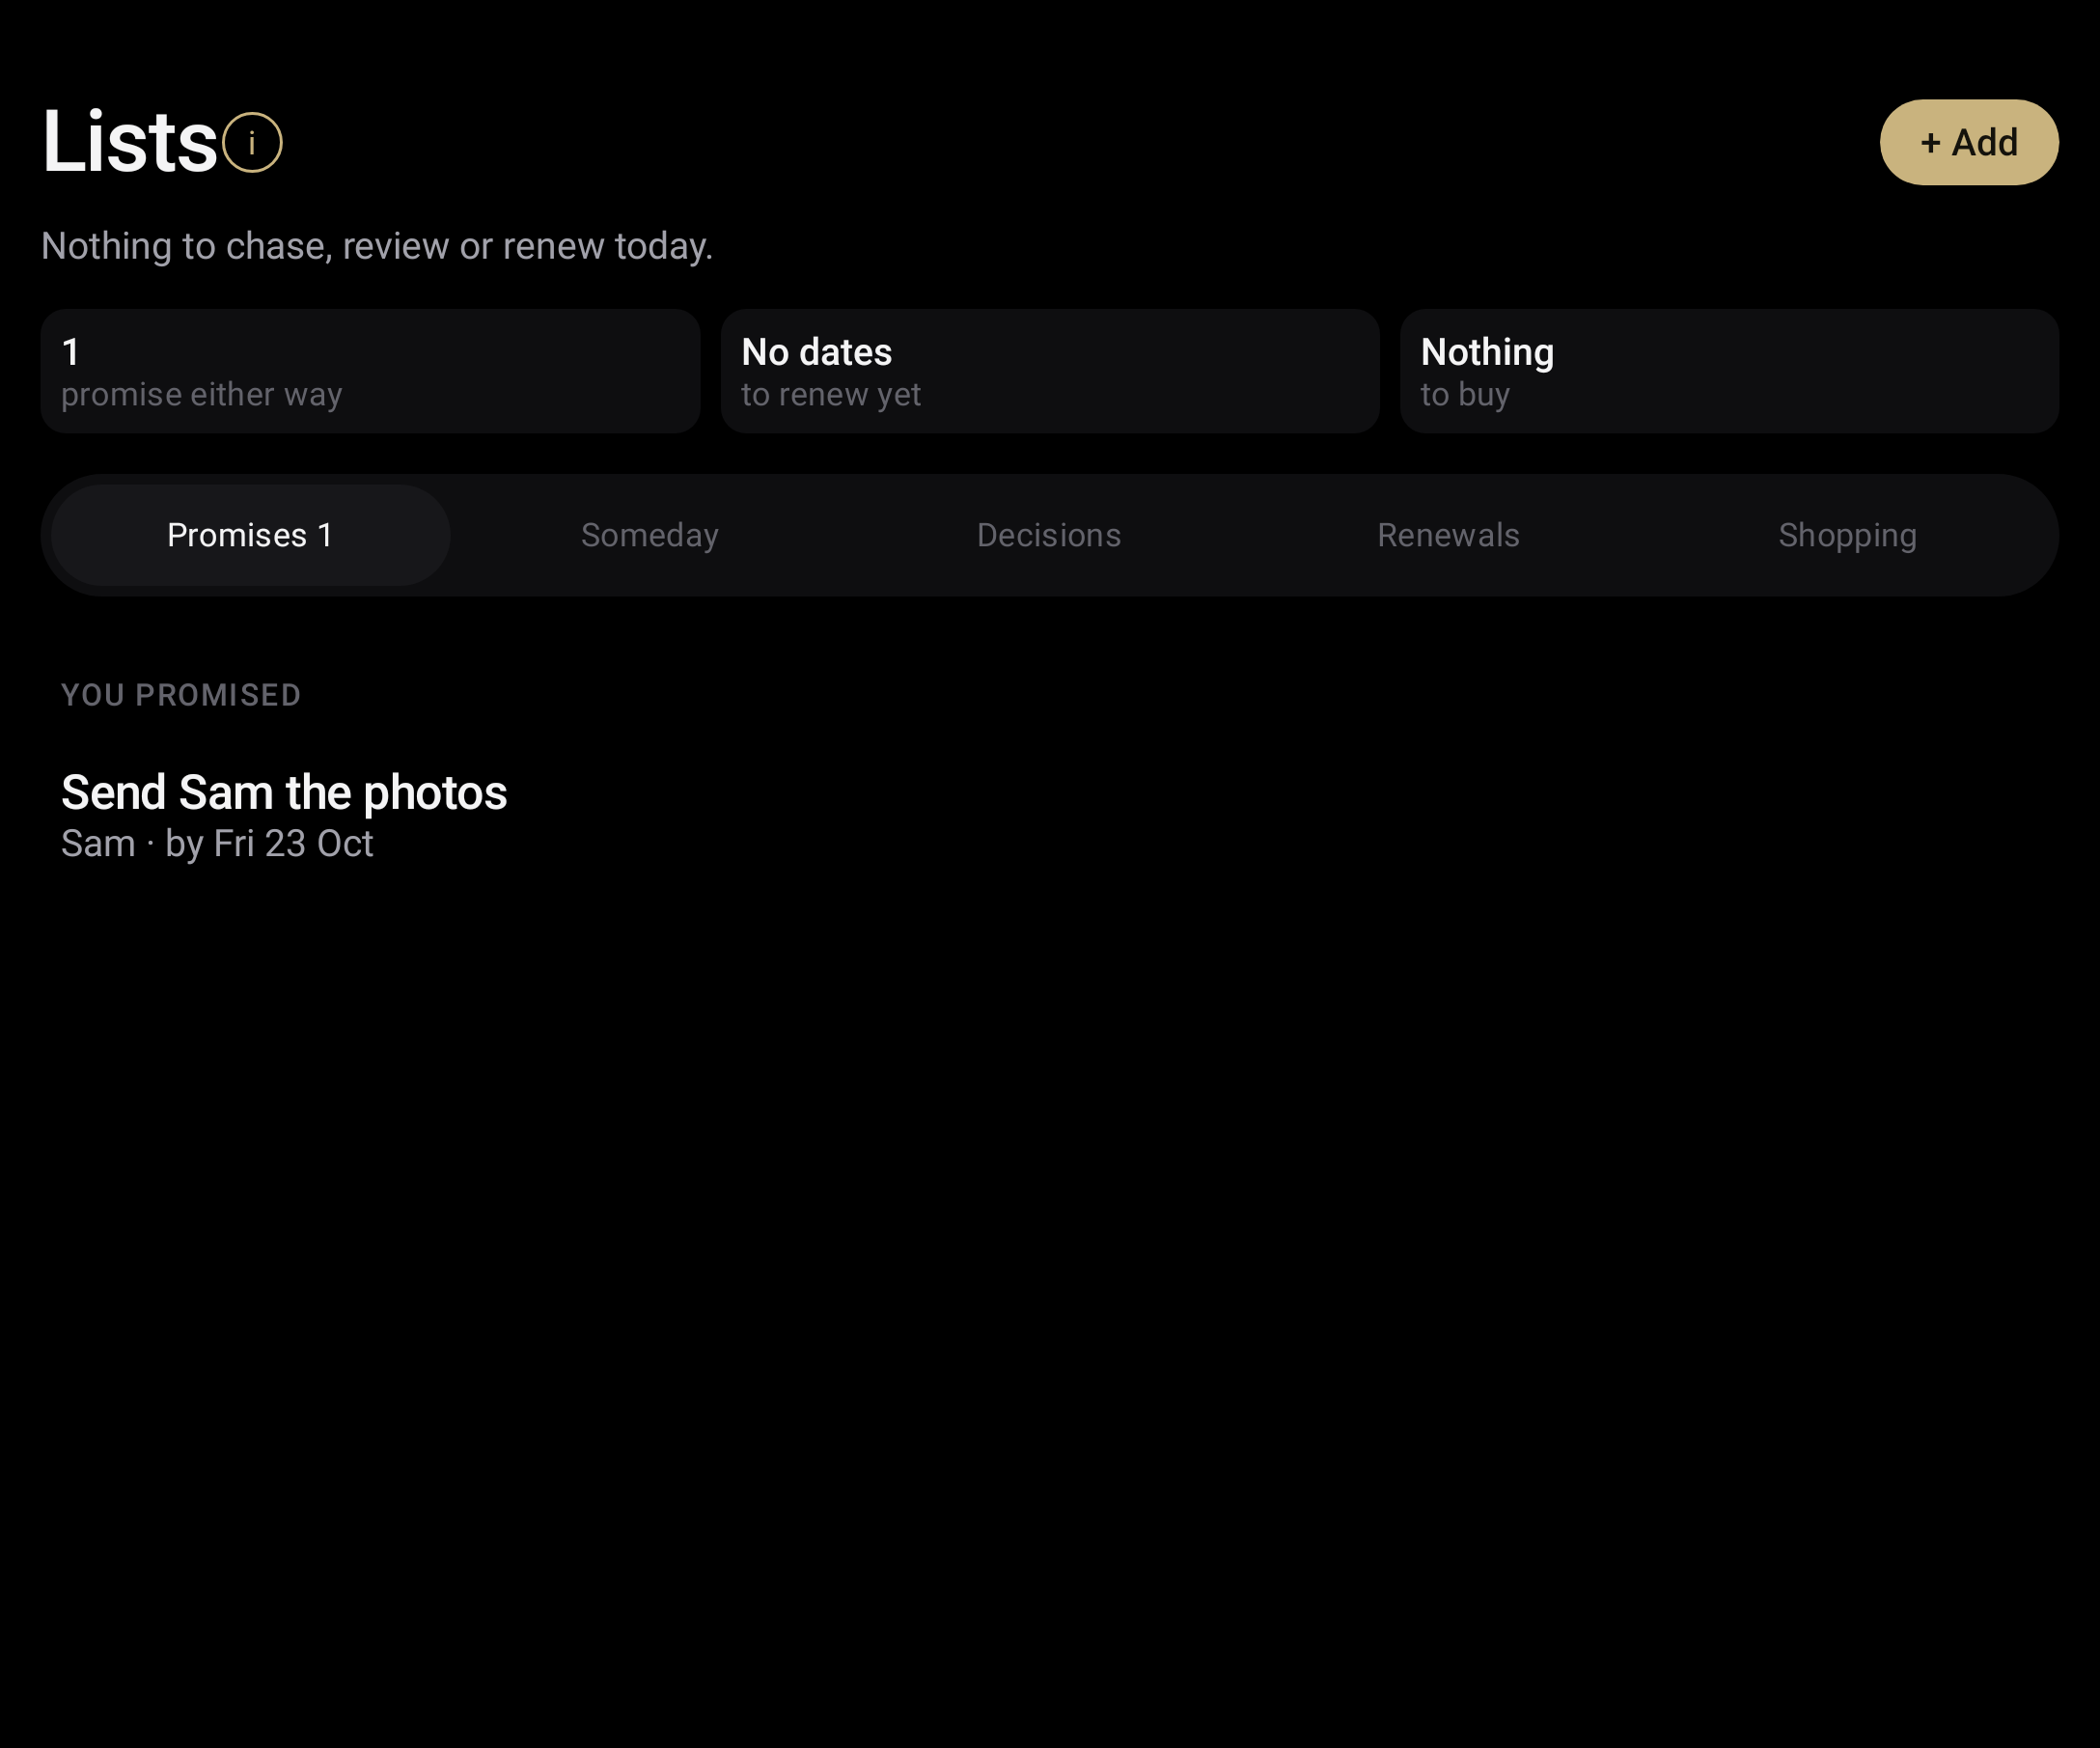 Lists i
+ Add
Nothing to chase, review or renew today.
1
promise either way
No dates
to renew yet
Nothing
to buy
Promises 1
Someday
Decisions
Renewals
Shopping
YOU PROMISED
Send Sam the photos
Sam · by Fri 23 Oct